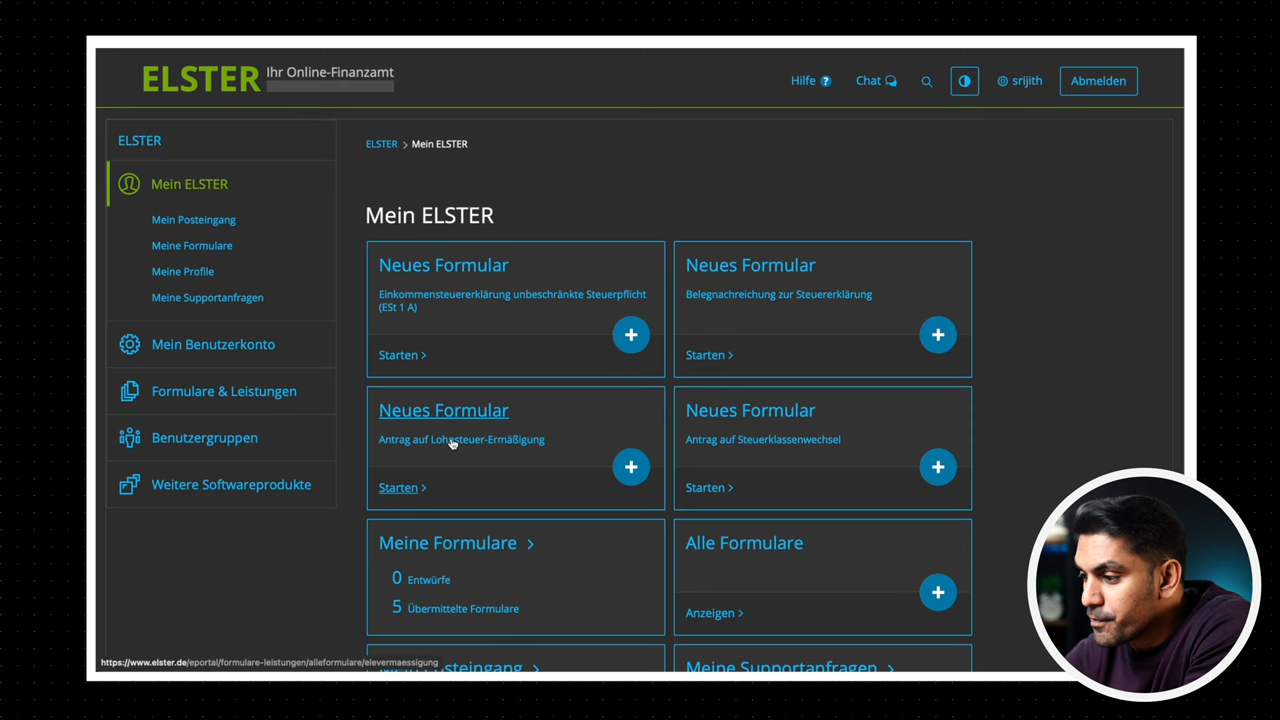 ELSTER Ihr Online-Finanzamt
Hilfe ?
Chat
srijith
Abmelden
ELSTER
Mein ELSTER
Mein Posteingang
Meine Formulare
Meine Profile
Meine Supportanfragen
Mein Benutzerkonto
Formulare & Leistungen
Benutzergruppen
Weitere Softwareprodukte
ELSTER > Mein ELSTER
Mein ELSTER
Neues Formular
Einkommensteuererklärung unbeschränkte Steuerpflicht
(ESt 1 A)
Starten >
Neues Formular
Belegnachreichung zur Steuererklärung
Starten >
Neues Formular
Antrag auf Lohnsteuer-Ermäßigung
Starten >
Neues Formular
Antrag auf Steuerklassenwechsel
Starten >
Meine Formulare >
0 Entwürfe
5 Übermittelte Formulare
Alle Formulare
Anzeigen >
Mein Posteingang >
Meine Supportanfragen >
https://www.elster.de/eportal/formulare-leistungen/alleformulare/elevermaessigung